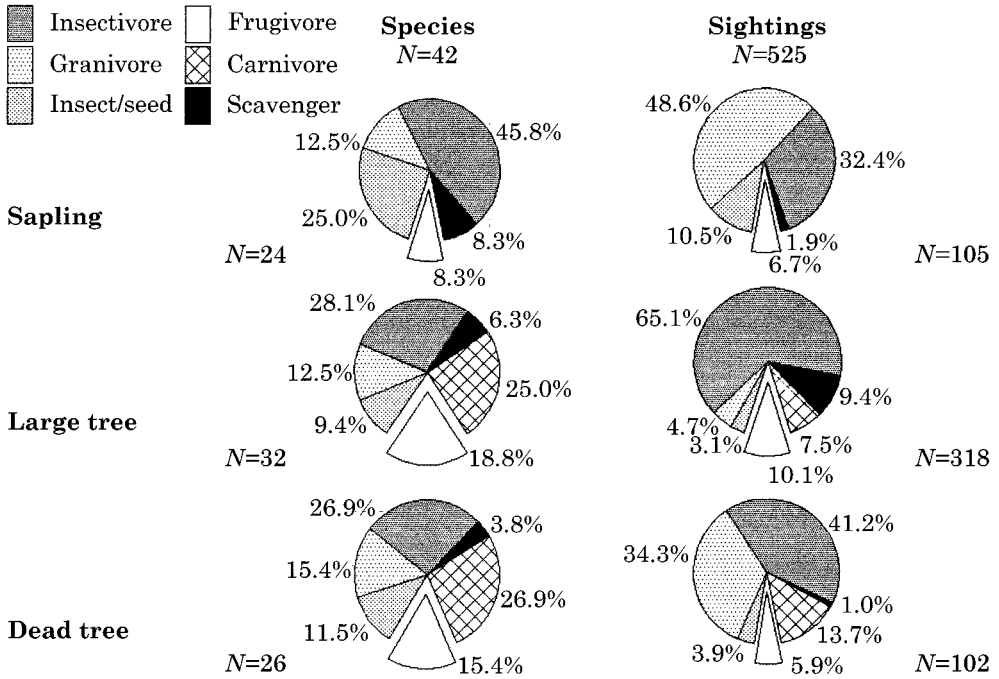 Insectivore Frugivore
Granivore Carnivore
Insect/seed Scavenger
Species
N=42
Sightings
N=525
Sapling
12.5% 45.8%
25.0% 8.3%
8.3%
N=24
48.6%
32.4%
10.5% 1.9%
6.7%
N=105
Large tree
28.1% 6.3%
12.5% 25.0%
9.4%
18.8%
N=32
65.1%
9.4%
4.7%
3.1% 7.5%
10.1%
N=318
Dead tree
26.9% 3.8%
15.4%
26.9%
11.5%
15.4%
N=26
41.2%
34.3%
1.0%
13.7%
3.9% 5.9%
N=102